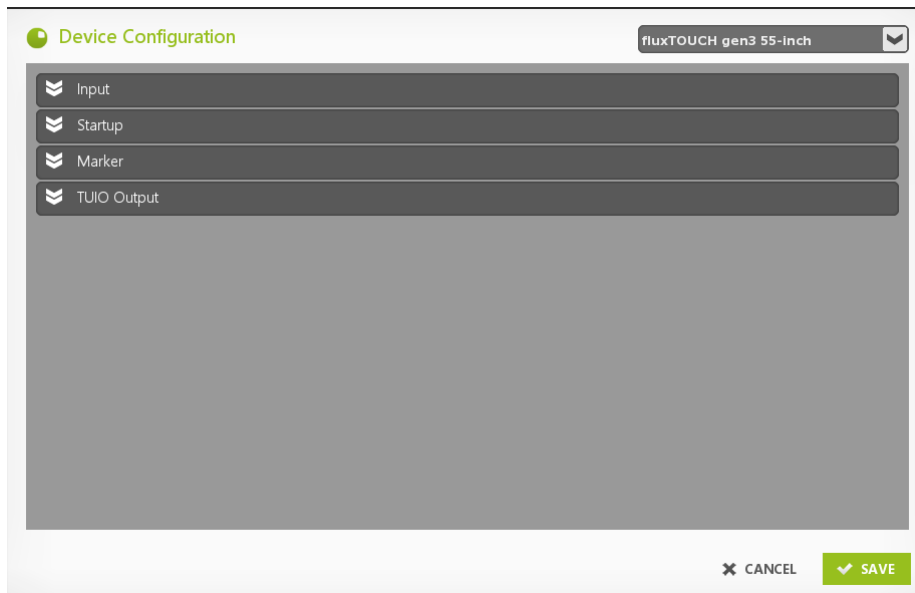 Device Configuration
fluxTOUCH gen3 55-inch
Input
Startup
Marker
TUIO Output
CANCEL
SAVE